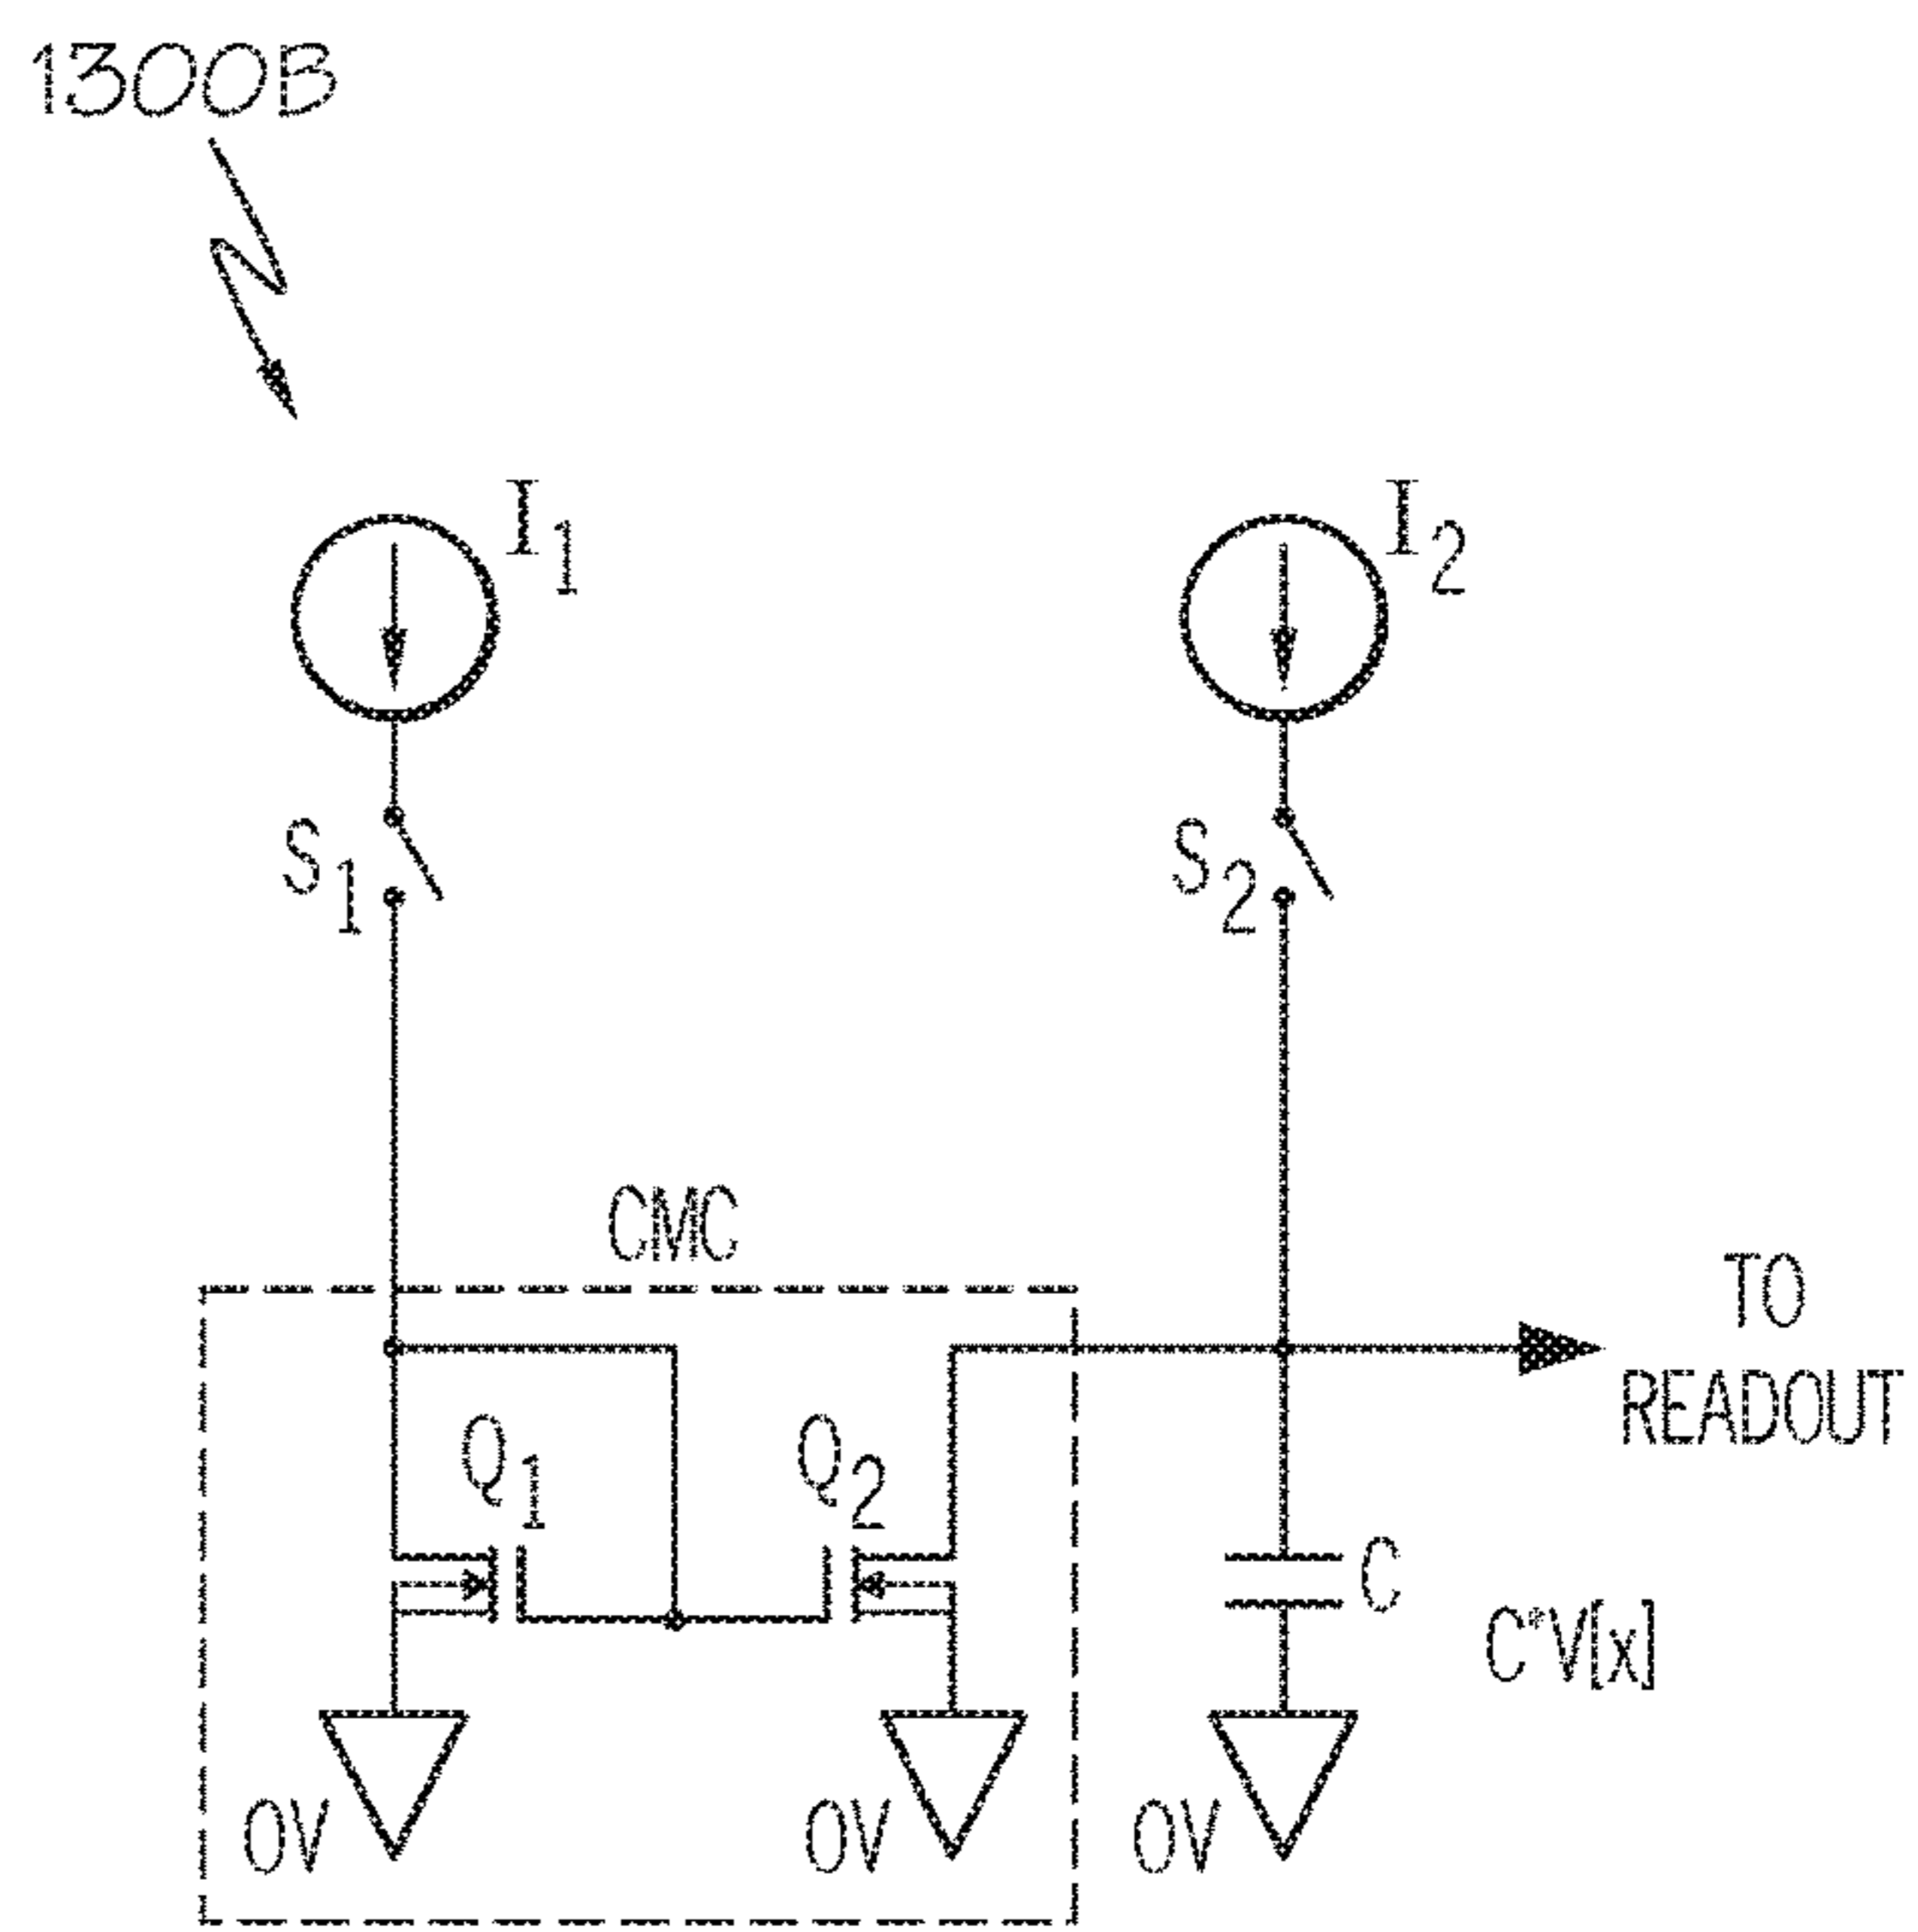 1300B
I1
I2
S1
S2
CMC
TO
READOUT
Q1
Q2
C
C*V[x]
0V
0V
0V